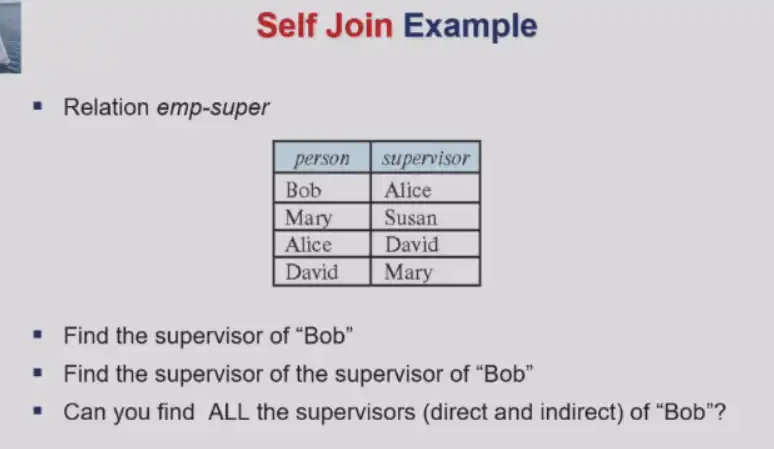 Self Join Example
▪ Relation emp-super
person supervisor
Bob Alice
Mary Susan
Alice David
David Mary
▪ Find the supervisor of “Bob”
▪ Find the supervisor of the supervisor of “Bob”
▪ Can you find ALL the supervisors (direct and indirect) of “Bob”?